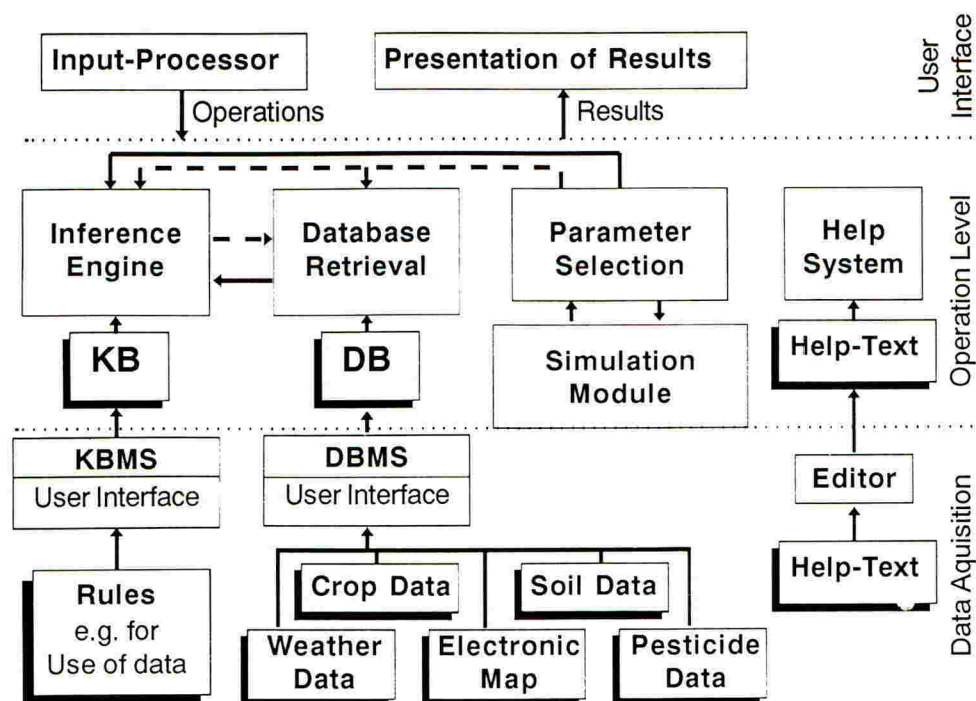 Input-Processor
Presentation of Results
User
Interface
Operations
Results
Inference
Engine
Database
Retrieval
Parameter
Selection
Help
System
Operation Level
KB
DB
Simulation
Module
Help-Text
KBMS
User Interface
DBMS
User Interface
Editor
Data Aquisition
Rules
e.g. for
Use of data
Crop Data
Soil Data
Help-Text
Weather
Data
Electronic
Map
Pesticide
Data